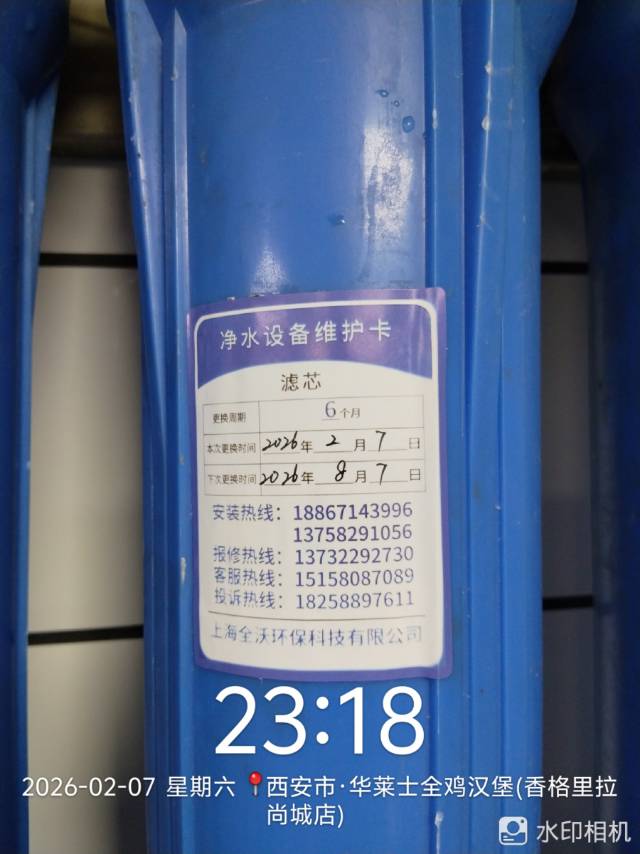 净水设备维护卡
滤芯
更换周期 6个月
本次更换时间 2026年 2月 7日
下次更换时间 2026年 8月 7日
安装热线：18867143996
13758291056
报修热线：13732292730
客服热线：15158087089
投诉热线：18258897611
上海全沃环保科技有限公司
23:18
2026-02-07 星期六 西安市·华莱士全鸡汉堡(香格里拉
尚城店)
水印相机